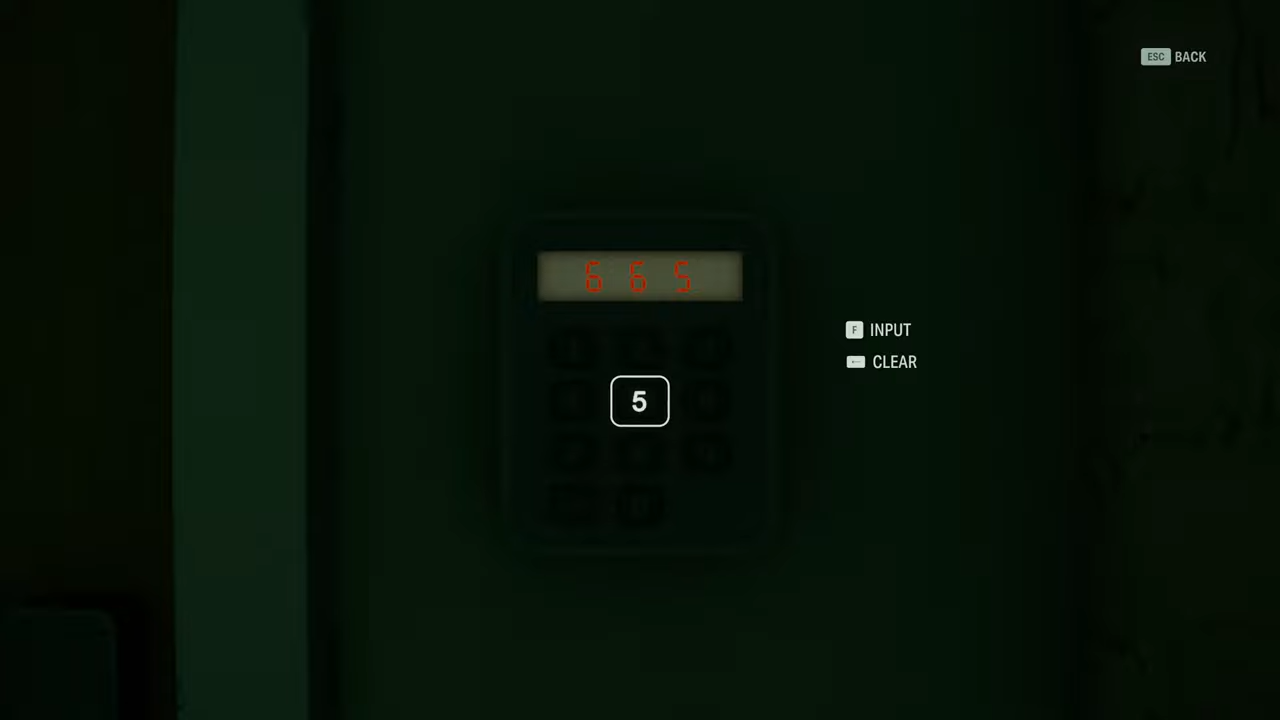 ESC BACK
6 6 5
F INPUT
← CLEAR
5